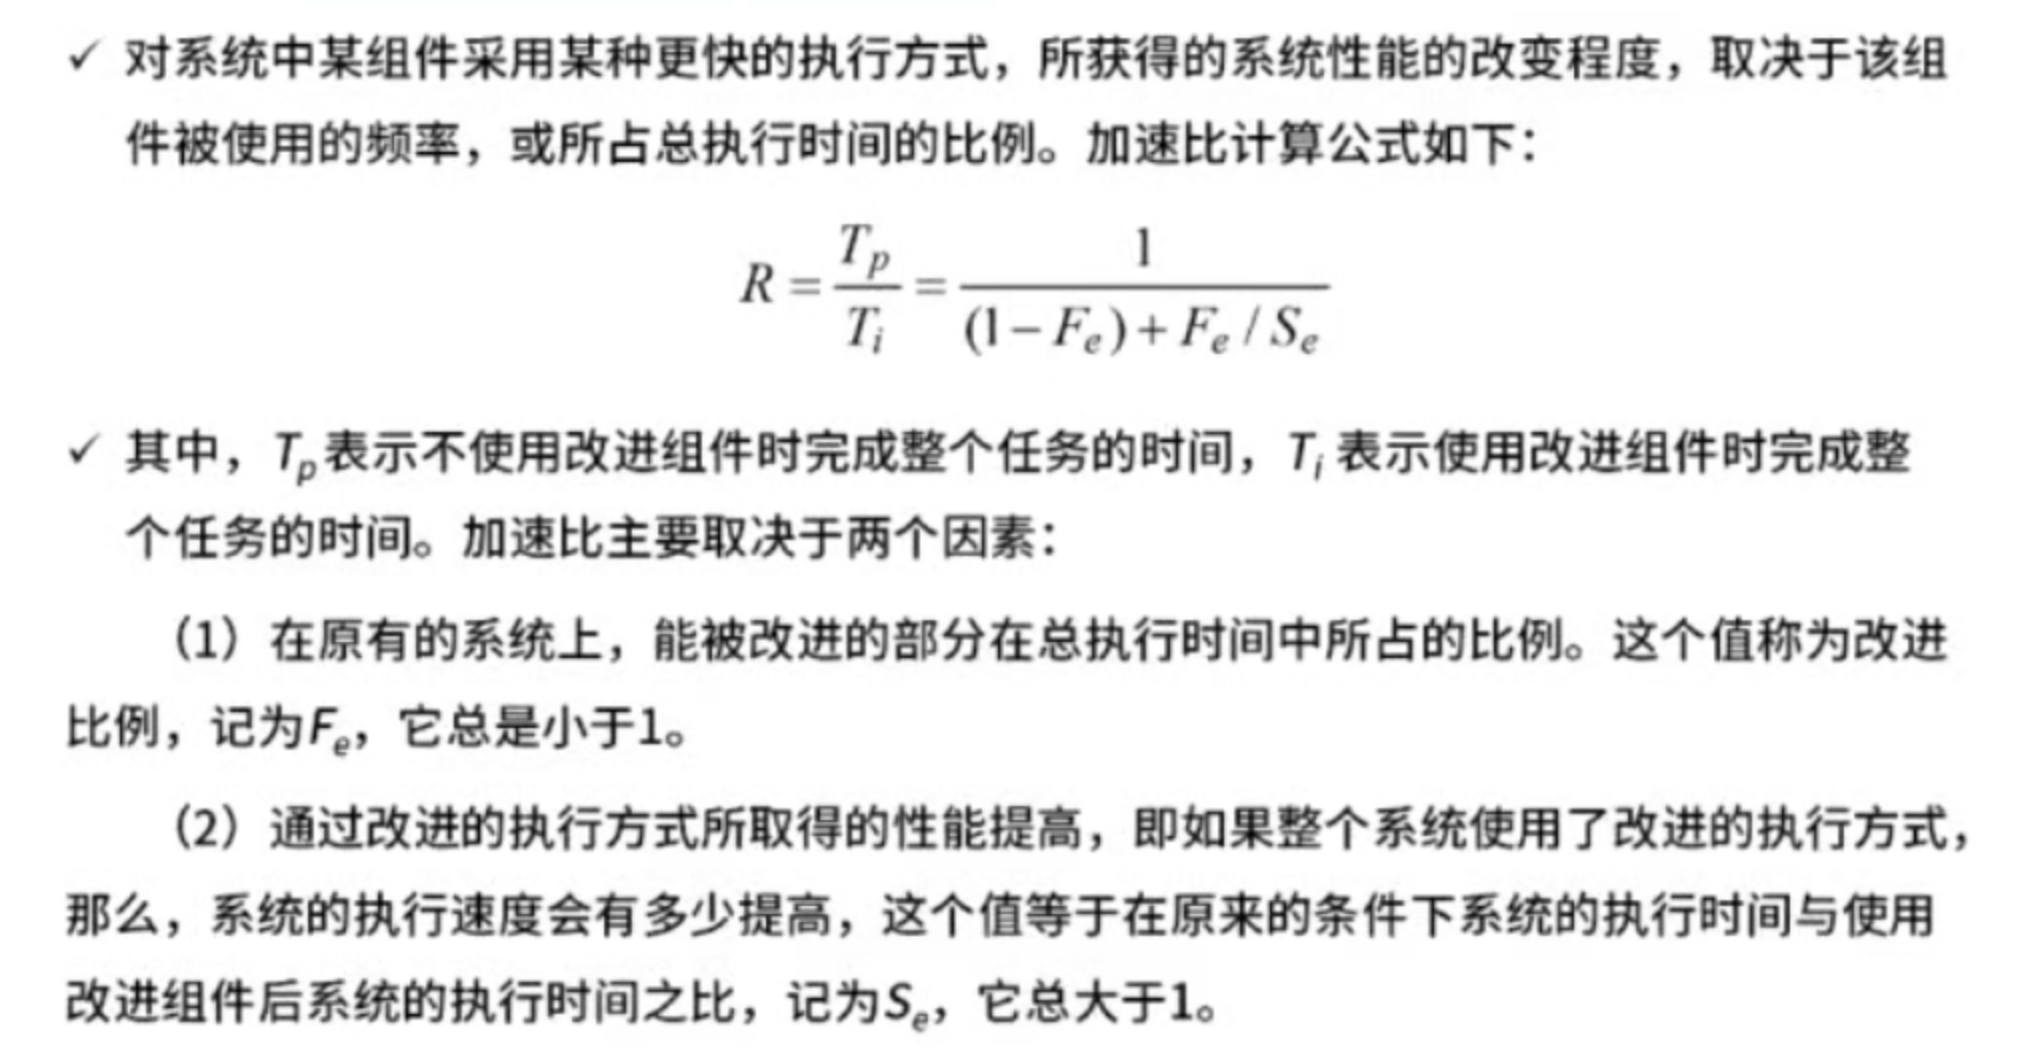 ✓ 对系统中某组件采用某种更快的执行方式，所获得的系统性能的改变程度，取决于该组
件被使用的频率，或所占总执行时间的比例。加速比计算公式如下：
R = T_p / T_i = 1 / ((1 − F_e) + F_e / S_e)
✓ 其中，T_p表示不使用改进组件时完成整个任务的时间，T_i 表示使用改进组件时完成整
个任务的时间。加速比主要取决于两个因素：
（1）在原有的系统上，能被改进的部分在总执行时间中所占的比例。这个值称为改进
比例，记为F_e，它总是小于1。
（2）通过改进的执行方式所取得的性能提高，即如果整个系统使用了改进的执行方式，
那么，系统的执行速度会有多少提高，这个值等于在原来的条件下系统的执行时间与使用
改进组件后系统的执行时间之比，记为S_e，它总大于1。